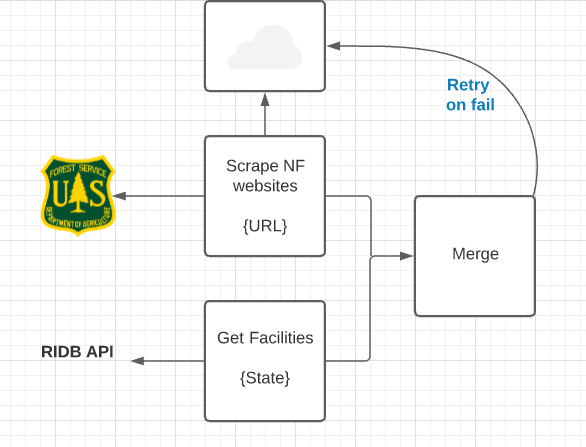 Retry
on fail
Scrape NF
websites
{URL}
FOREST SERVICE
U S
DEPARTMENT OF AGRICULTURE
Merge
Get Facilities
{State}
RIDB API